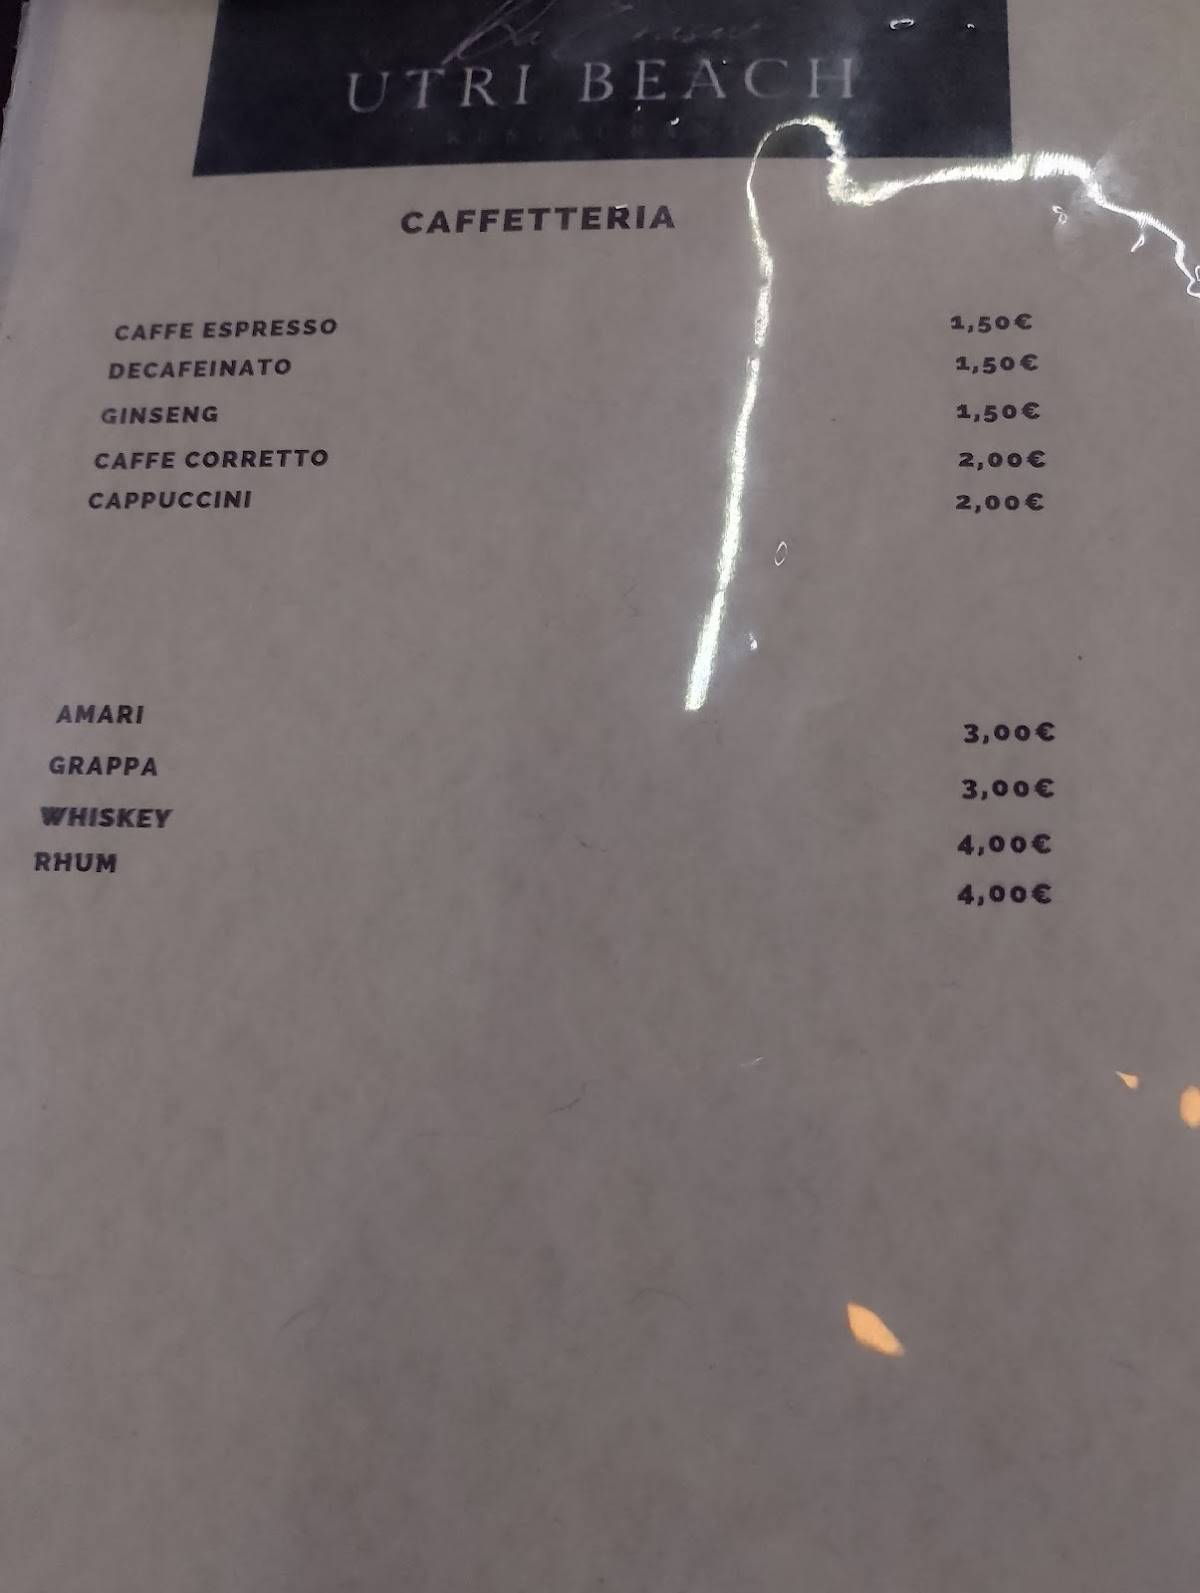 UTRI BEACH
CAFFETTERIA
CAFFE ESPRESSO 1,50€
DECAFEINATO 1,50€
GINSENG 1,50€
CAFFE CORRETTO 2,00€
CAPPUCCINI 2,00€
AMARI 3,00€
GRAPPA 3,00€
WHISKEY 4,00€
RHUM 4,00€